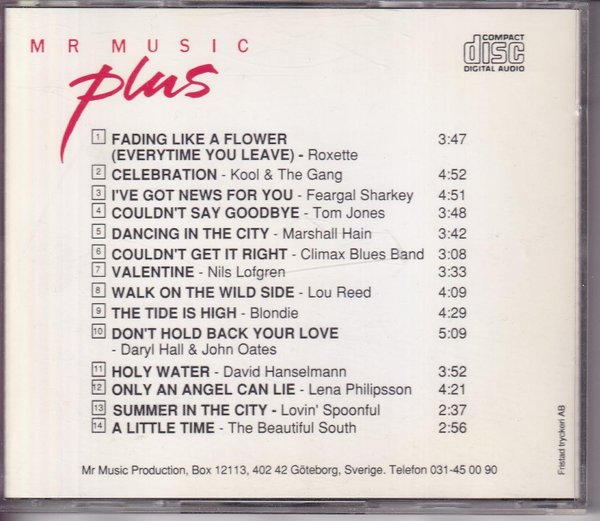 MR MUSIC
plus
COMPACT
disc
DIGITAL AUDIO
1 FADING LIKE A FLOWER 3:47
(EVERYTIME YOU LEAVE) - Roxette
2 CELEBRATION - Kool & The Gang 4:52
3 I'VE GOT NEWS FOR YOU - Feargal Sharkey 4:51
4 COULDN'T SAY GOODBYE - Tom Jones 3:48
5 DANCING IN THE CITY - Marshall Hain 3:42
6 COULDN'T GET IT RIGHT - Climax Blues Band 3:08
7 VALENTINE - Nils Lofgren 3:33
8 WALK ON THE WILD SIDE - Lou Reed 4:09
9 THE TIDE IS HIGH - Blondie 4:29
10 DON'T HOLD BACK YOUR LOVE 5:09
- Daryl Hall & John Oates
11 HOLY WATER - David Hanselmann 3:52
12 ONLY AN ANGEL CAN LIE - Lena Philipsson 4:21
13 SUMMER IN THE CITY - Lovin' Spoonful 2:37
14 A LITTLE TIME - The Beautiful South 2:56
Mr Music Production, Box 12113, 402 42 Göteborg, Sverige. Telefon 031-45 00 90
Fristad tryckeri AB